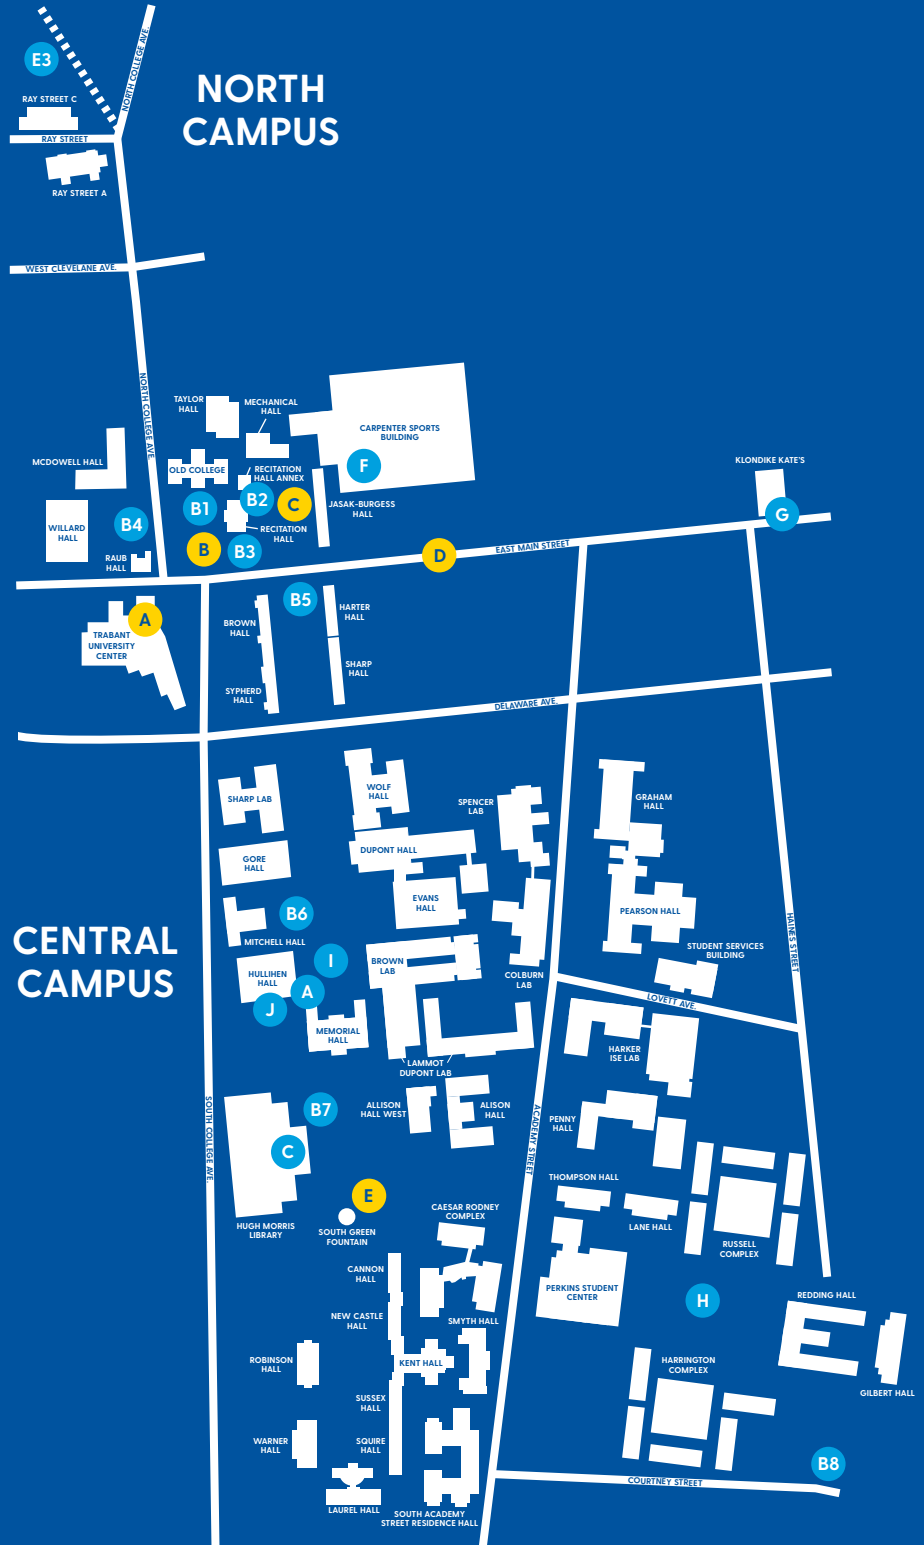 E3
NORTH COLLEGE AVE.
NORTH
CAMPUS
RAY STREET C
RAY STREET
RAY STREET A
WEST CLEVELANE AVE.
NORTH COLLEGE AVE.
TAYLOR
HALL
MECHANICAL
HALL
CARPENTER SPORTS
BUILDING
MCDOWELL HALL
OLD COLLEGE
RECITATION
HALL ANNEX
F
KLONDIKE KATE'S
B1
B2
C
JASAK-BURGESS
HALL
G
WILLARD
HALL
B4
RECITATION
HALL
B
B3
D
EAST MAIN STREET
RAUB
HALL
B5
A
TRABANT
UNIVERSITY
CENTER
BROWN
HALL
HARTER
HALL
SHARP
HALL
SYPHERD
HALL
DELAWARE AVE.
SHARP LAB
WOLF
HALL
SPENCER
LAB
GRAHAM
HALL
GORE
HALL
DUPONT HALL
EVANS
HALL
PEARSON HALL
B6
MITCHELL HALL
HAINES STREET
CENTRAL
CAMPUS
STUDENT SERVICES
BUILDING
I
BROWN
LAB
COLBURN
LAB
HULLIHEN
HALL
A
J
LOVETT AVE.
MEMORIAL
HALL
HARKER
ISE LAB
LAMMOT
DUPONT LAB
B7
ALLISON
HALL WEST
ALISON
HALL
PENNY
HALL
SOUTH COLLEGE AVE.
ACADEMY STREET
C
THOMPSON HALL
E
CAESAR RODNEY
COMPLEX
LANE HALL
HUGH MORRIS
LIBRARY
SOUTH GREEN
FOUNTAIN
RUSSELL
COMPLEX
CANNON
HALL
PERKINS STUDENT
CENTER
H
REDDING HALL
NEW CASTLE
HALL
SMYTH HALL
ROBINSON
HALL
KENT HALL
HARRINGTON
COMPLEX
GILBERT HALL
SUSSEX
HALL
WARNER
HALL
SQUIRE
HALL
B8
COURTNEY STREET
LAUREL HALL
SOUTH ACADEMY
STREET RESIDENCE HALL